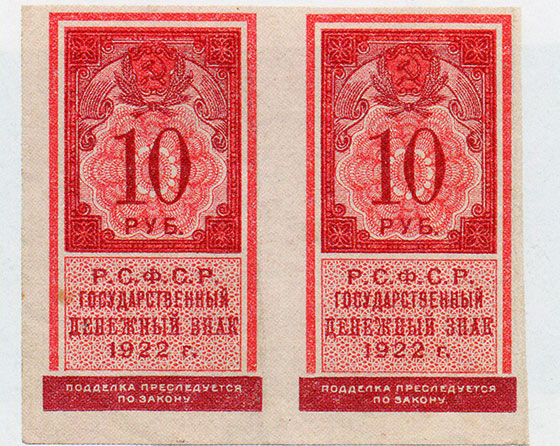 10
РУБ.
Р.С.Ф.С.Р.
ГОСУДАРСТВЕННЫЙ
ДЕНЕЖНЫЙ ЗНАК
1922 г.
ПОДДЕЛКА ПРЕСЛЕДУЕТСЯ
ПО ЗАКОНУ.
10
РУБ.
Р.С.Ф.С.Р.
ГОСУДАРСТВЕННЫЙ
ДЕНЕЖНЫЙ ЗНАК
1922 г.
ПОДДЕЛКА ПРЕСЛЕДУЕТСЯ
ПО ЗАКОНУ.